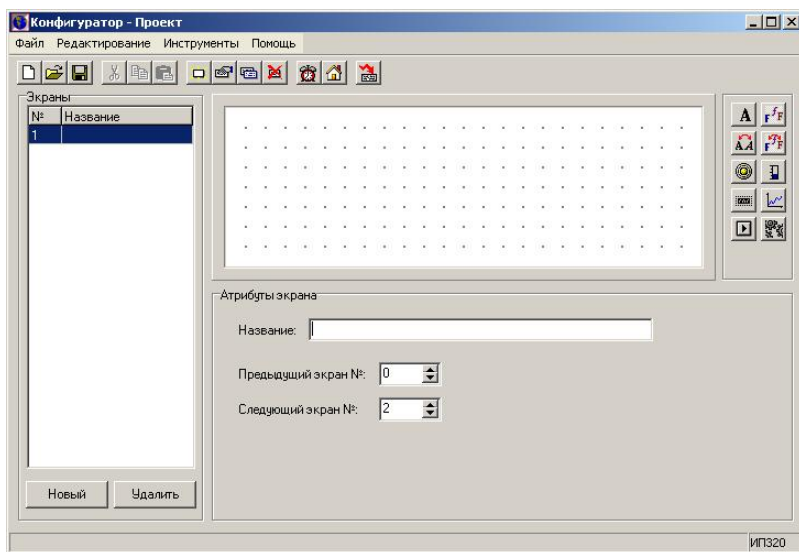 Конфигуратор - Проект
Файл Редактирование Инструменты Помощь
Экраны
№ Название
1
Атрибуты экрана
Название:
Предыдущий экран №: 0
Следующий экран №: 2
Новый Удалить
ИП320